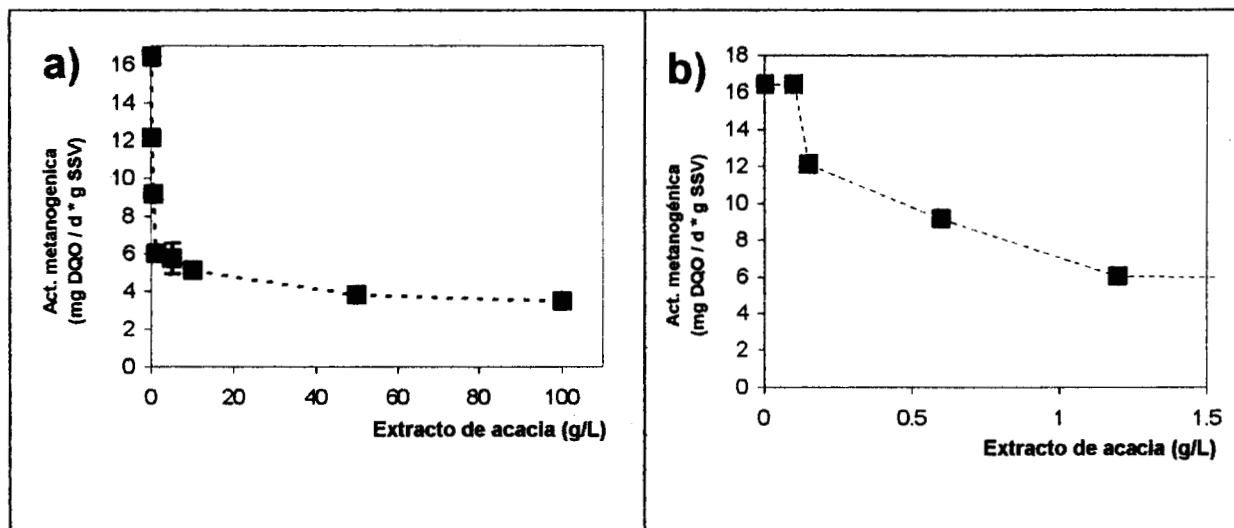 a)
Act. metanogenica
(mg DQO / d * g SSV)
16
14
12
10
8
6
4
2
0
0 20 40 60 80 100
Extracto de acacia (g/L)
b)
Act. metanogénica
(mg DQO / d * g SSV)
18
16
14
12
10
8
6
4
2
0
0 0.5 1 1.5
Extracto de acacia (g/L)